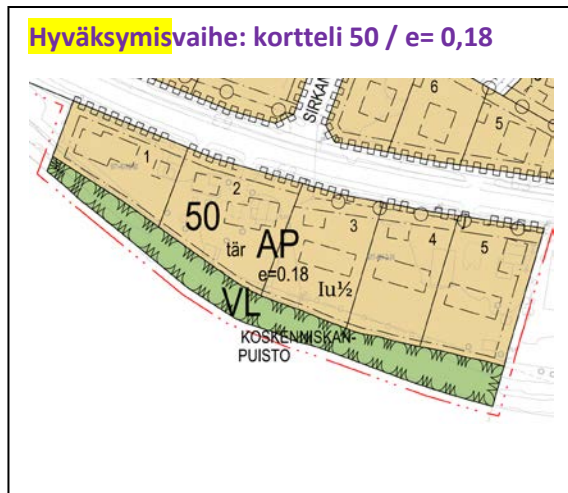 Hyväksymisvaihe: kortteli 50 / e= 0,18
SIRKAN
6
5
1
2
3
4
5
50
tär AP
e=0.18
Iu½
VL
KOSKENNISKAN-
PUISTO